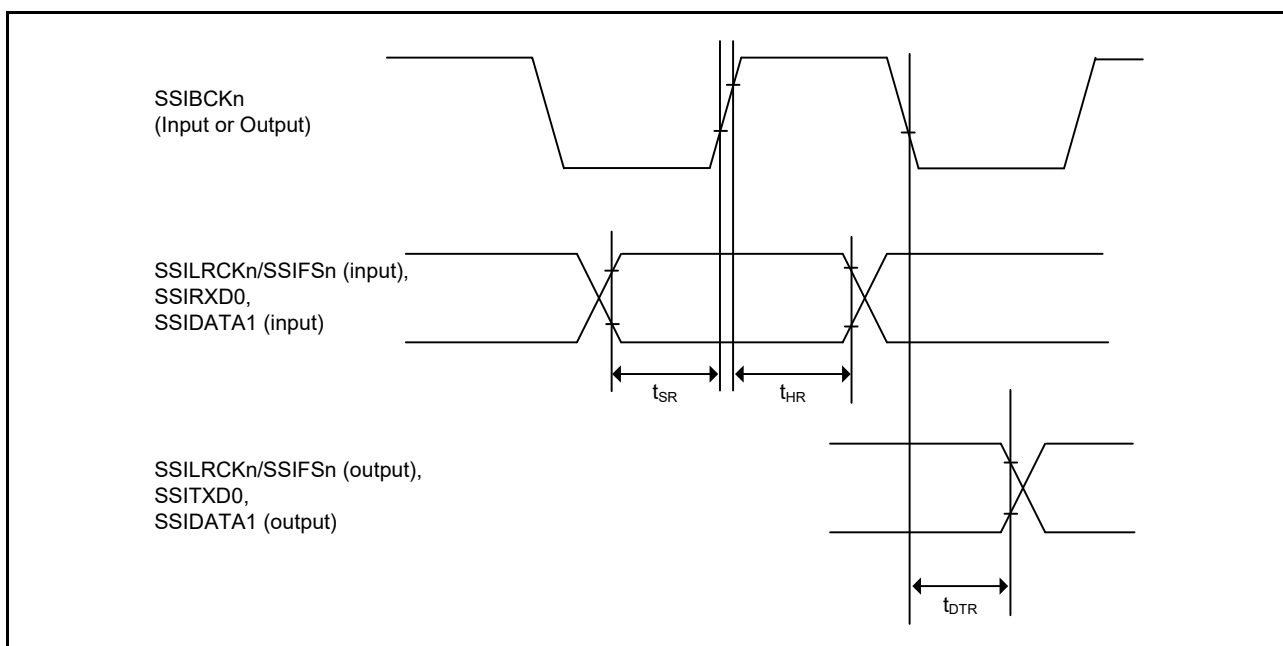 SSIBCKn
(Input or Output)
SSILRCKn/SSIFSn (input),
SSIRXD0,
SSIDATA1 (input)
tSR
tHR
SSILRCKn/SSIFSn (output),
SSITXD0,
SSIDATA1 (output)
tDTR